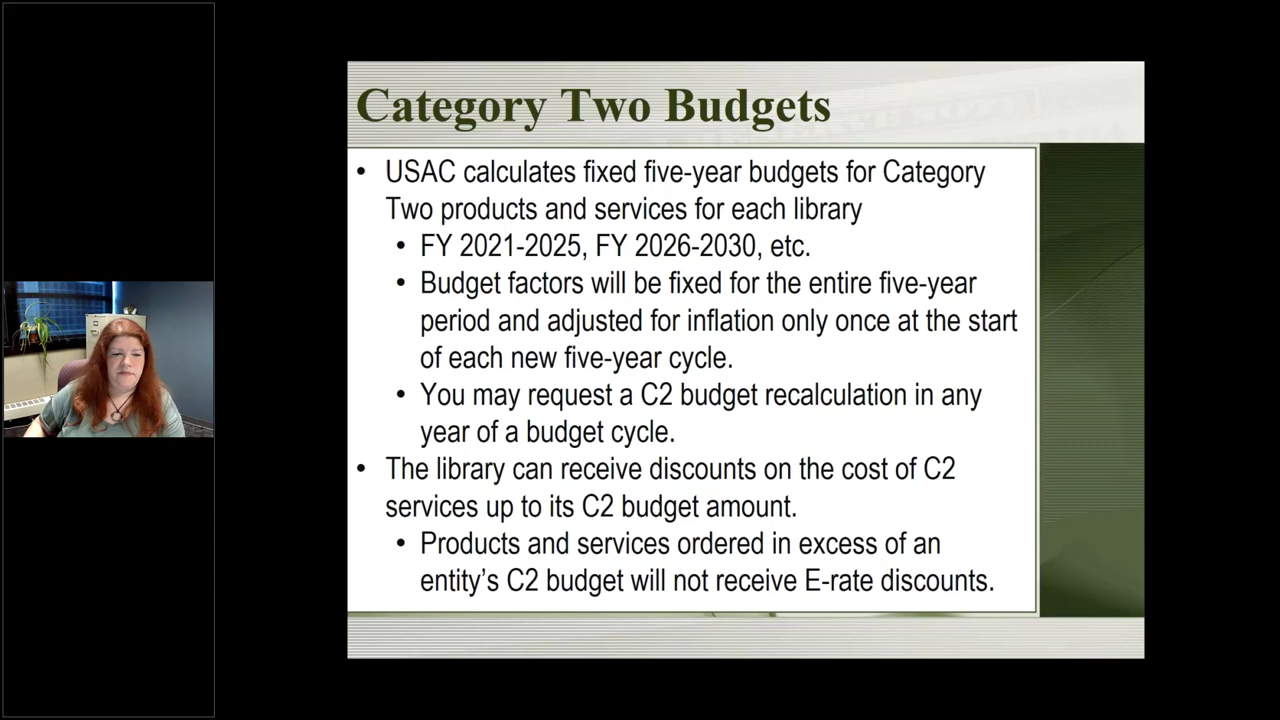 Category Two Budgets
• USAC calculates fixed five-year budgets for Category
Two products and services for each library
• FY 2021-2025, FY 2026-2030, etc.
• Budget factors will be fixed for the entire five-year
period and adjusted for inflation only once at the start
of each new five-year cycle.
• You may request a C2 budget recalculation in any
year of a budget cycle.
• The library can receive discounts on the cost of C2
services up to its C2 budget amount.
• Products and services ordered in excess of an
entity’s C2 budget will not receive E-rate discounts.